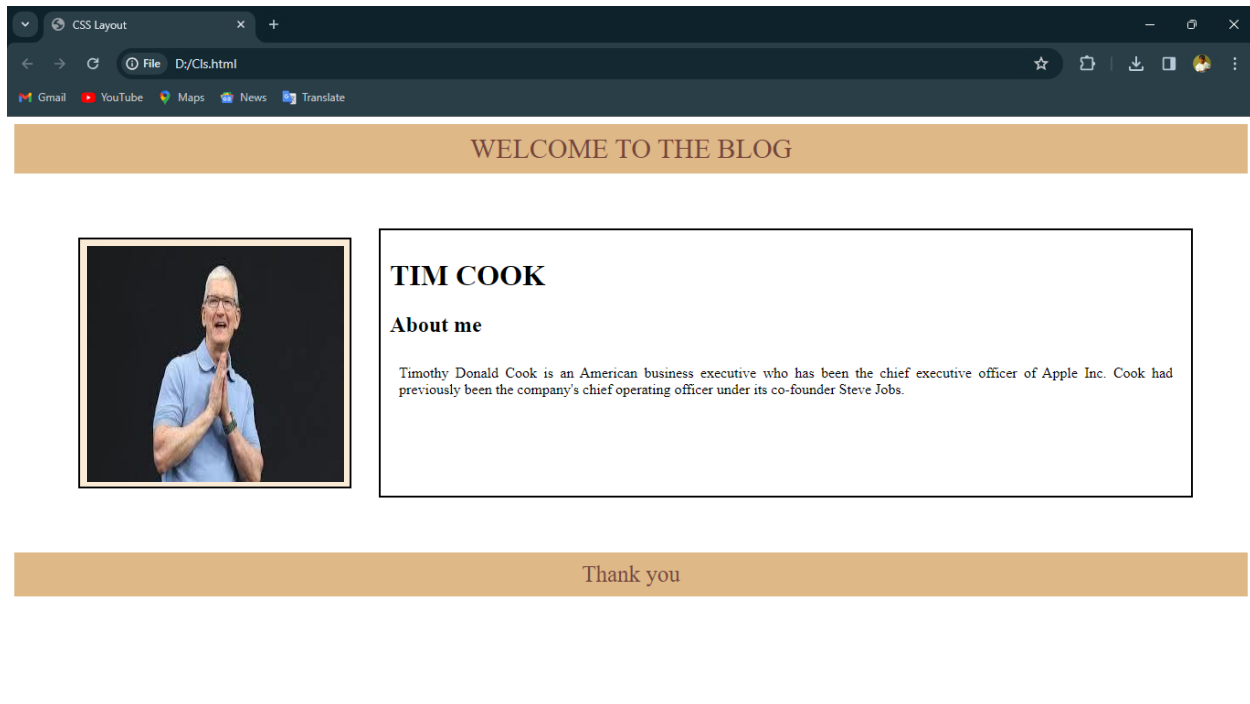 CSS Layout
File D:/Cls.html
Gmail YouTube Maps News Translate
WELCOME TO THE BLOG
TIM COOK
About me
Timothy Donald Cook is an American business executive who has been the chief executive officer of Apple Inc. Cook had
previously been the company's chief operating officer under its co-founder Steve Jobs.
Thank you